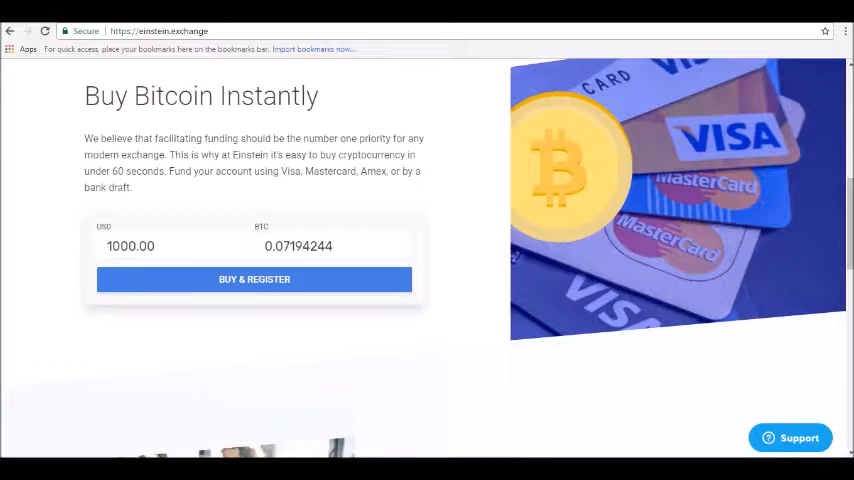 Secure https://einstein.exchange
Apps For quick access, place your bookmarks here on the bookmarks bar. Import bookmarks now...
Buy Bitcoin Instantly
We believe that facilitating funding should be the number one priority for any
modern exchange. This is why at Einstein it's easy to buy cryptocurrency in
under 60 seconds. Fund your account using Visa, Mastercard, Amex, or by a
bank draft.
USD BTC
1000.00 0.07194244
BUY & REGISTER
CARD
VISA
MasterCard
MasterCard
VISA
Support